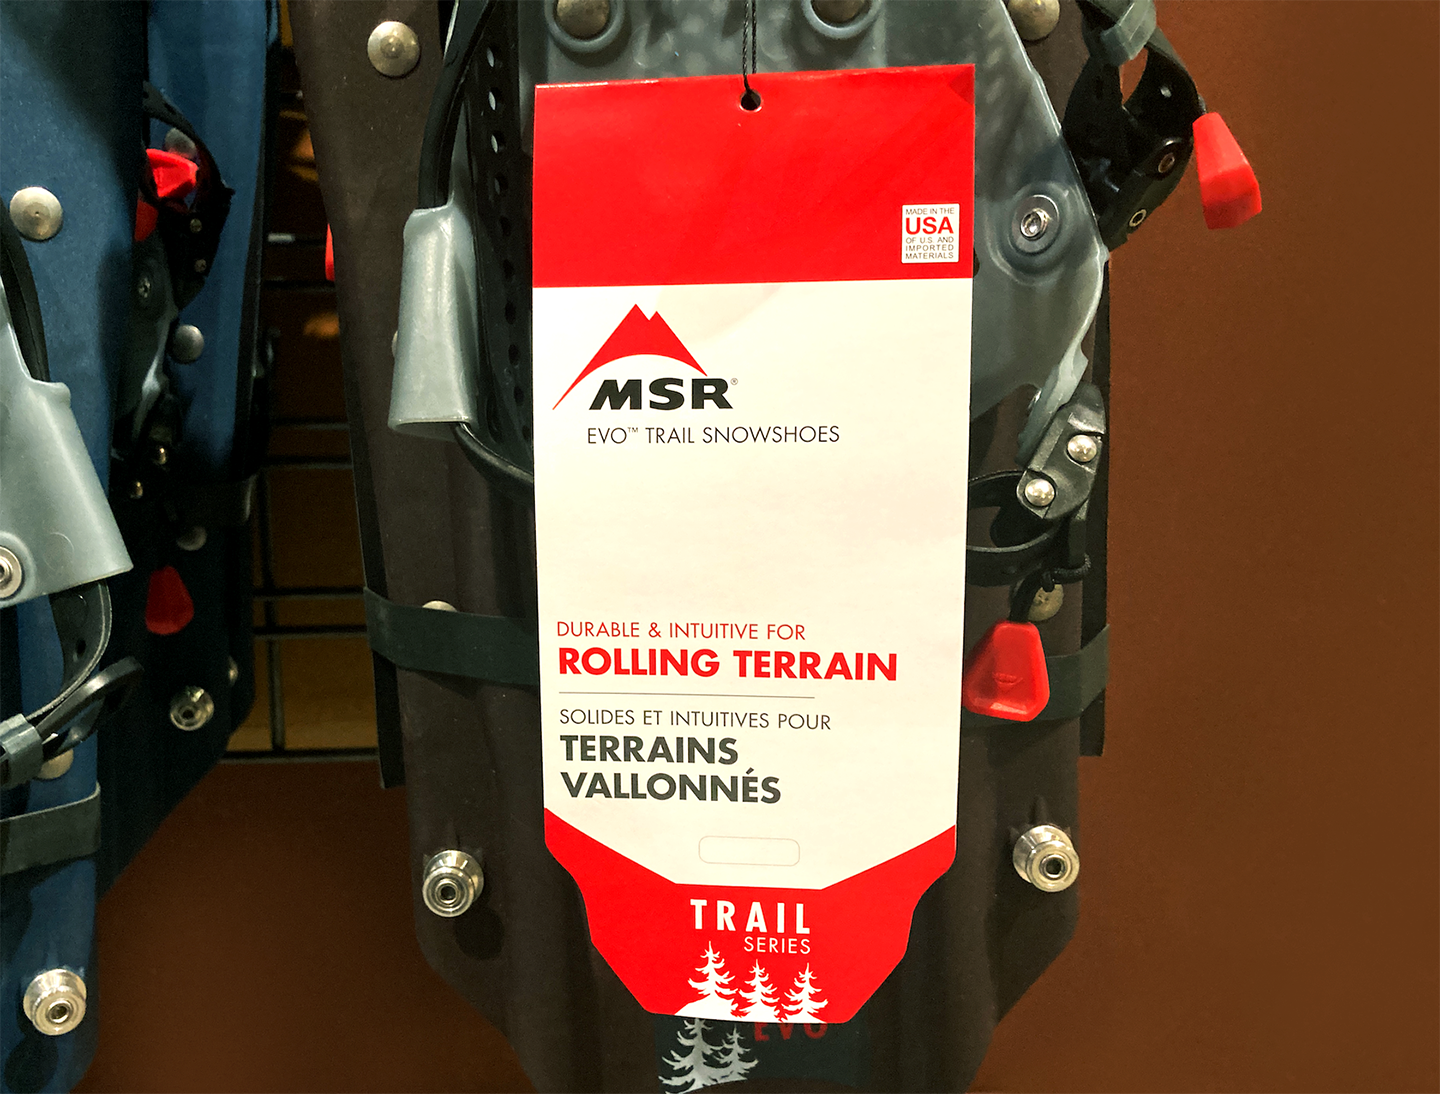 MADE IN THE
USA
OF U.S. AND
IMPORTED
MATERIALS
MSR®
EVO™ TRAIL SNOWSHOES
DURABLE & INTUITIVE FOR
ROLLING TERRAIN
SOLIDES ET INTUITIVES POUR
TERRAINS
VALLONNÉS
TRAIL
SERIES
EVO